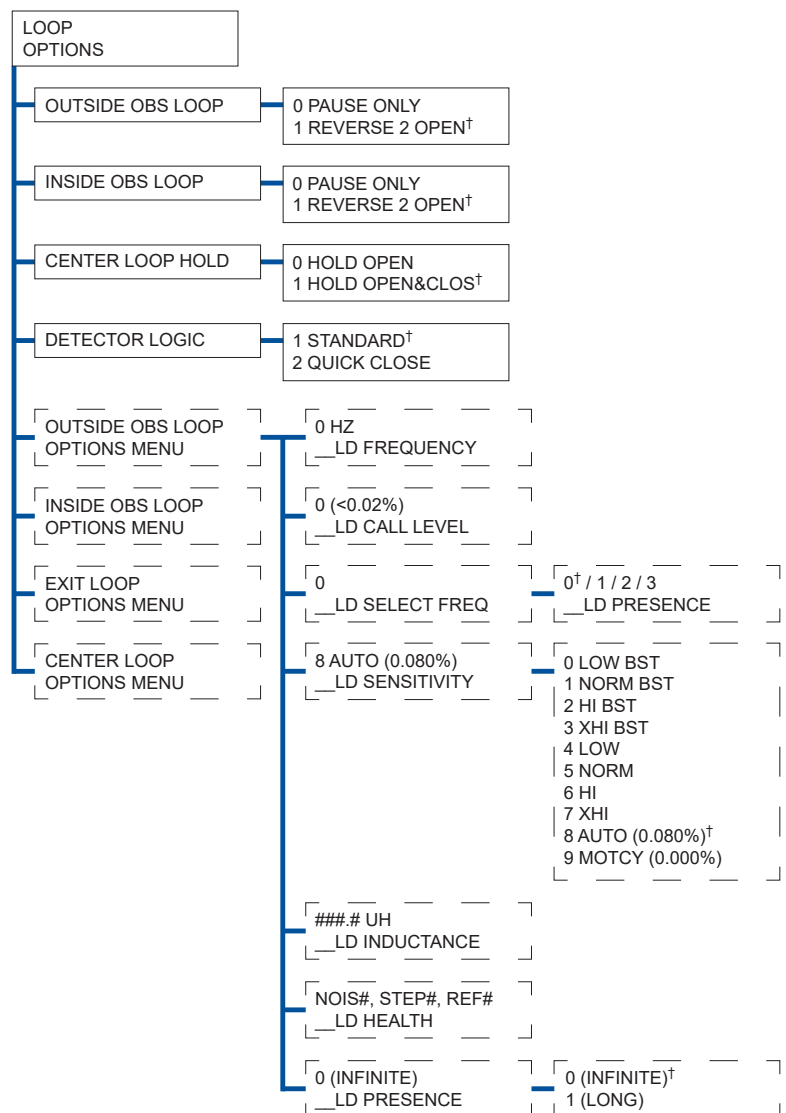 LOOP
OPTIONS
OUTSIDE OBS LOOP
0 PAUSE ONLY
1 REVERSE 2 OPEN†
INSIDE OBS LOOP
0 PAUSE ONLY
1 REVERSE 2 OPEN†
CENTER LOOP HOLD
0 HOLD OPEN
1 HOLD OPEN&CLOS†
DETECTOR LOGIC
1 STANDARD†
2 QUICK CLOSE
OUTSIDE OBS LOOP
OPTIONS MENU
0 HZ
__LD FREQUENCY
INSIDE OBS LOOP
OPTIONS MENU
0 (<0.02%)
__LD CALL LEVEL
EXIT LOOP
OPTIONS MENU
0
__LD SELECT FREQ
0† / 1 / 2 / 3
__LD PRESENCE
CENTER LOOP
OPTIONS MENU
8 AUTO (0.080%)
__LD SENSITIVITY
0 LOW BST
1 NORM BST
2 HI BST
3 XHI BST
4 LOW
5 NORM
6 HI
7 XHI
8 AUTO (0.080%)†
9 MOTCY (0.000%)
###.# UH
__LD INDUCTANCE
NOIS#, STEP#, REF#
__LD HEALTH
0 (INFINITE)
__LD PRESENCE
0 (INFINITE)†
1 (LONG)